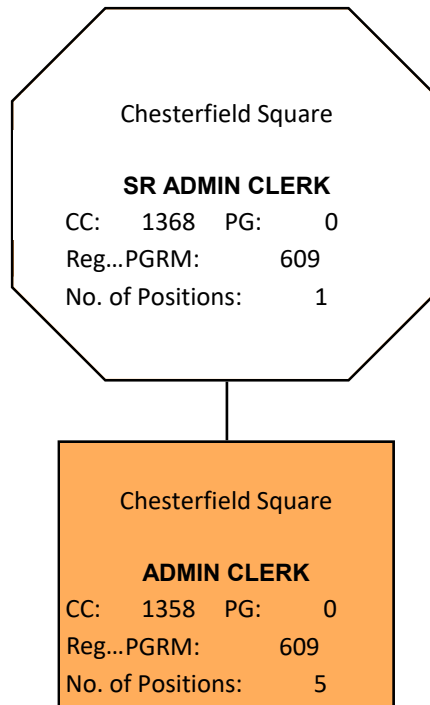 Chesterfield Square
SR ADMIN CLERK
CC: 1368 PG: 0
Reg...PGRM: 609
No. of Positions: 1
Chesterfield Square
ADMIN CLERK
CC: 1358 PG: 0
Reg...PGRM: 609
No. of Positions: 5